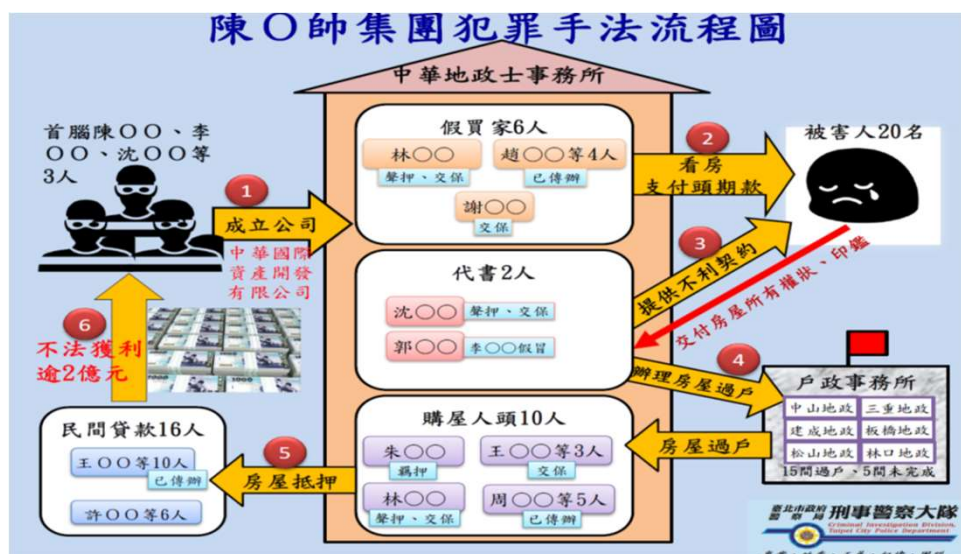 陳〇帥集團犯罪手法流程圖
中華地政士事務所
首腦陳〇〇、李
〇〇、沈〇〇等
3人
1
成立公司
中華國際
資產開發
有限公司
假買家6人
林〇〇
聲押、交保
趙〇〇等4人
已傳辦
謝〇〇
交保
2
看房
支付頭期款
被害人20名
代書2人
沈〇〇
聲押、交保
郭〇〇
李〇〇假冒
3
提供不利契約
交付房屋所有權狀、印鑑
4
辦理房屋過戶
戶政事務所
中山地政
三重地政
建成地政
板橋地政
松山地政
林口地政
15間過戶、5間未完成
房屋過戶
購屋人頭10人
朱〇〇
羈押
王〇〇等3人
交保
林〇〇
聲押、交保
周〇〇等5人
已傳辦
5
房屋抵押
民間貸款16人
王〇〇等10人
已傳辦
許〇〇等6人
6
不法獲利
逾2億元
臺北市政府
警察局
刑事警察大隊
Criminal Investigation Division,
Taipei City Police Department